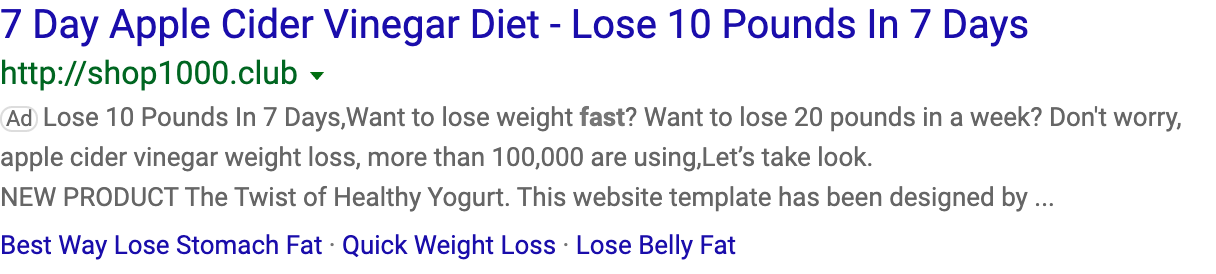 7 Day Apple Cider Vinegar Diet - Lose 10 Pounds In 7 Days
http://shop1000.club
Ad Lose 10 Pounds In 7 Days,Want to lose weight fast? Want to lose 20 pounds in a week? Don't worry,
apple cider vinegar weight loss, more than 100,000 are using,Let’s take look.
NEW PRODUCT The Twist of Healthy Yogurt. This website template has been designed by ...
Best Way Lose Stomach Fat · Quick Weight Loss · Lose Belly Fat